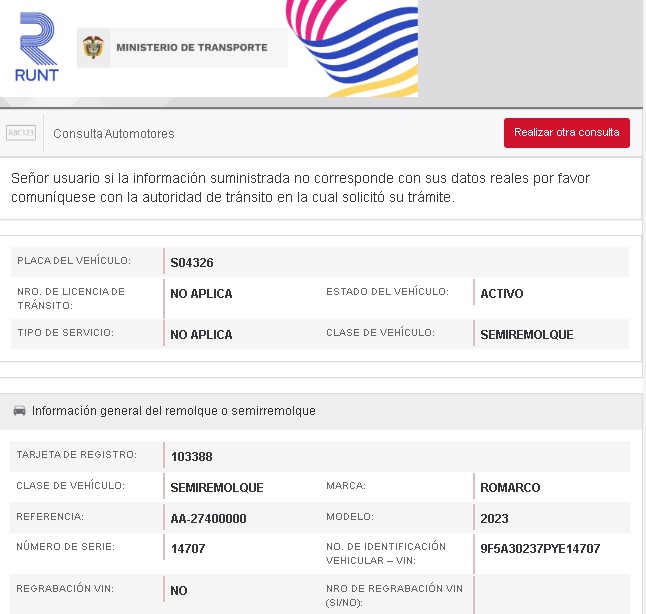 RUNT
MINISTERIO DE TRANSPORTE
ABC123
Consulta Automotores
Realizar otra consulta
Señor usuario si la información suministrada no corresponde con sus datos reales por favor
comuníquese con la autoridad de tránsito en la cual solicitó su trámite.
PLACA DEL VEHÍCULO: S04326
NRO. DE LICENCIA DE
TRÁNSITO: NO APLICA ESTADO DEL VEHÍCULO: ACTIVO
TIPO DE SERVICIO: NO APLICA CLASE DE VEHÍCULO: SEMIREMOLQUE
Información general del remolque o semirremolque
TARJETA DE REGISTRO: 103388
CLASE DE VEHÍCULO: SEMIREMOLQUE MARCA: ROMARCO
REFERENCIA: AA-27400000 MODELO: 2023
NÚMERO DE SERIE: 14707 NO. DE IDENTIFICACIÓN
VEHICULAR – VIN: 9F5A30237PYE14707
REGRABACIÓN VIN: NO NRO DE REGRABACIÓN VIN
(SI/NO):